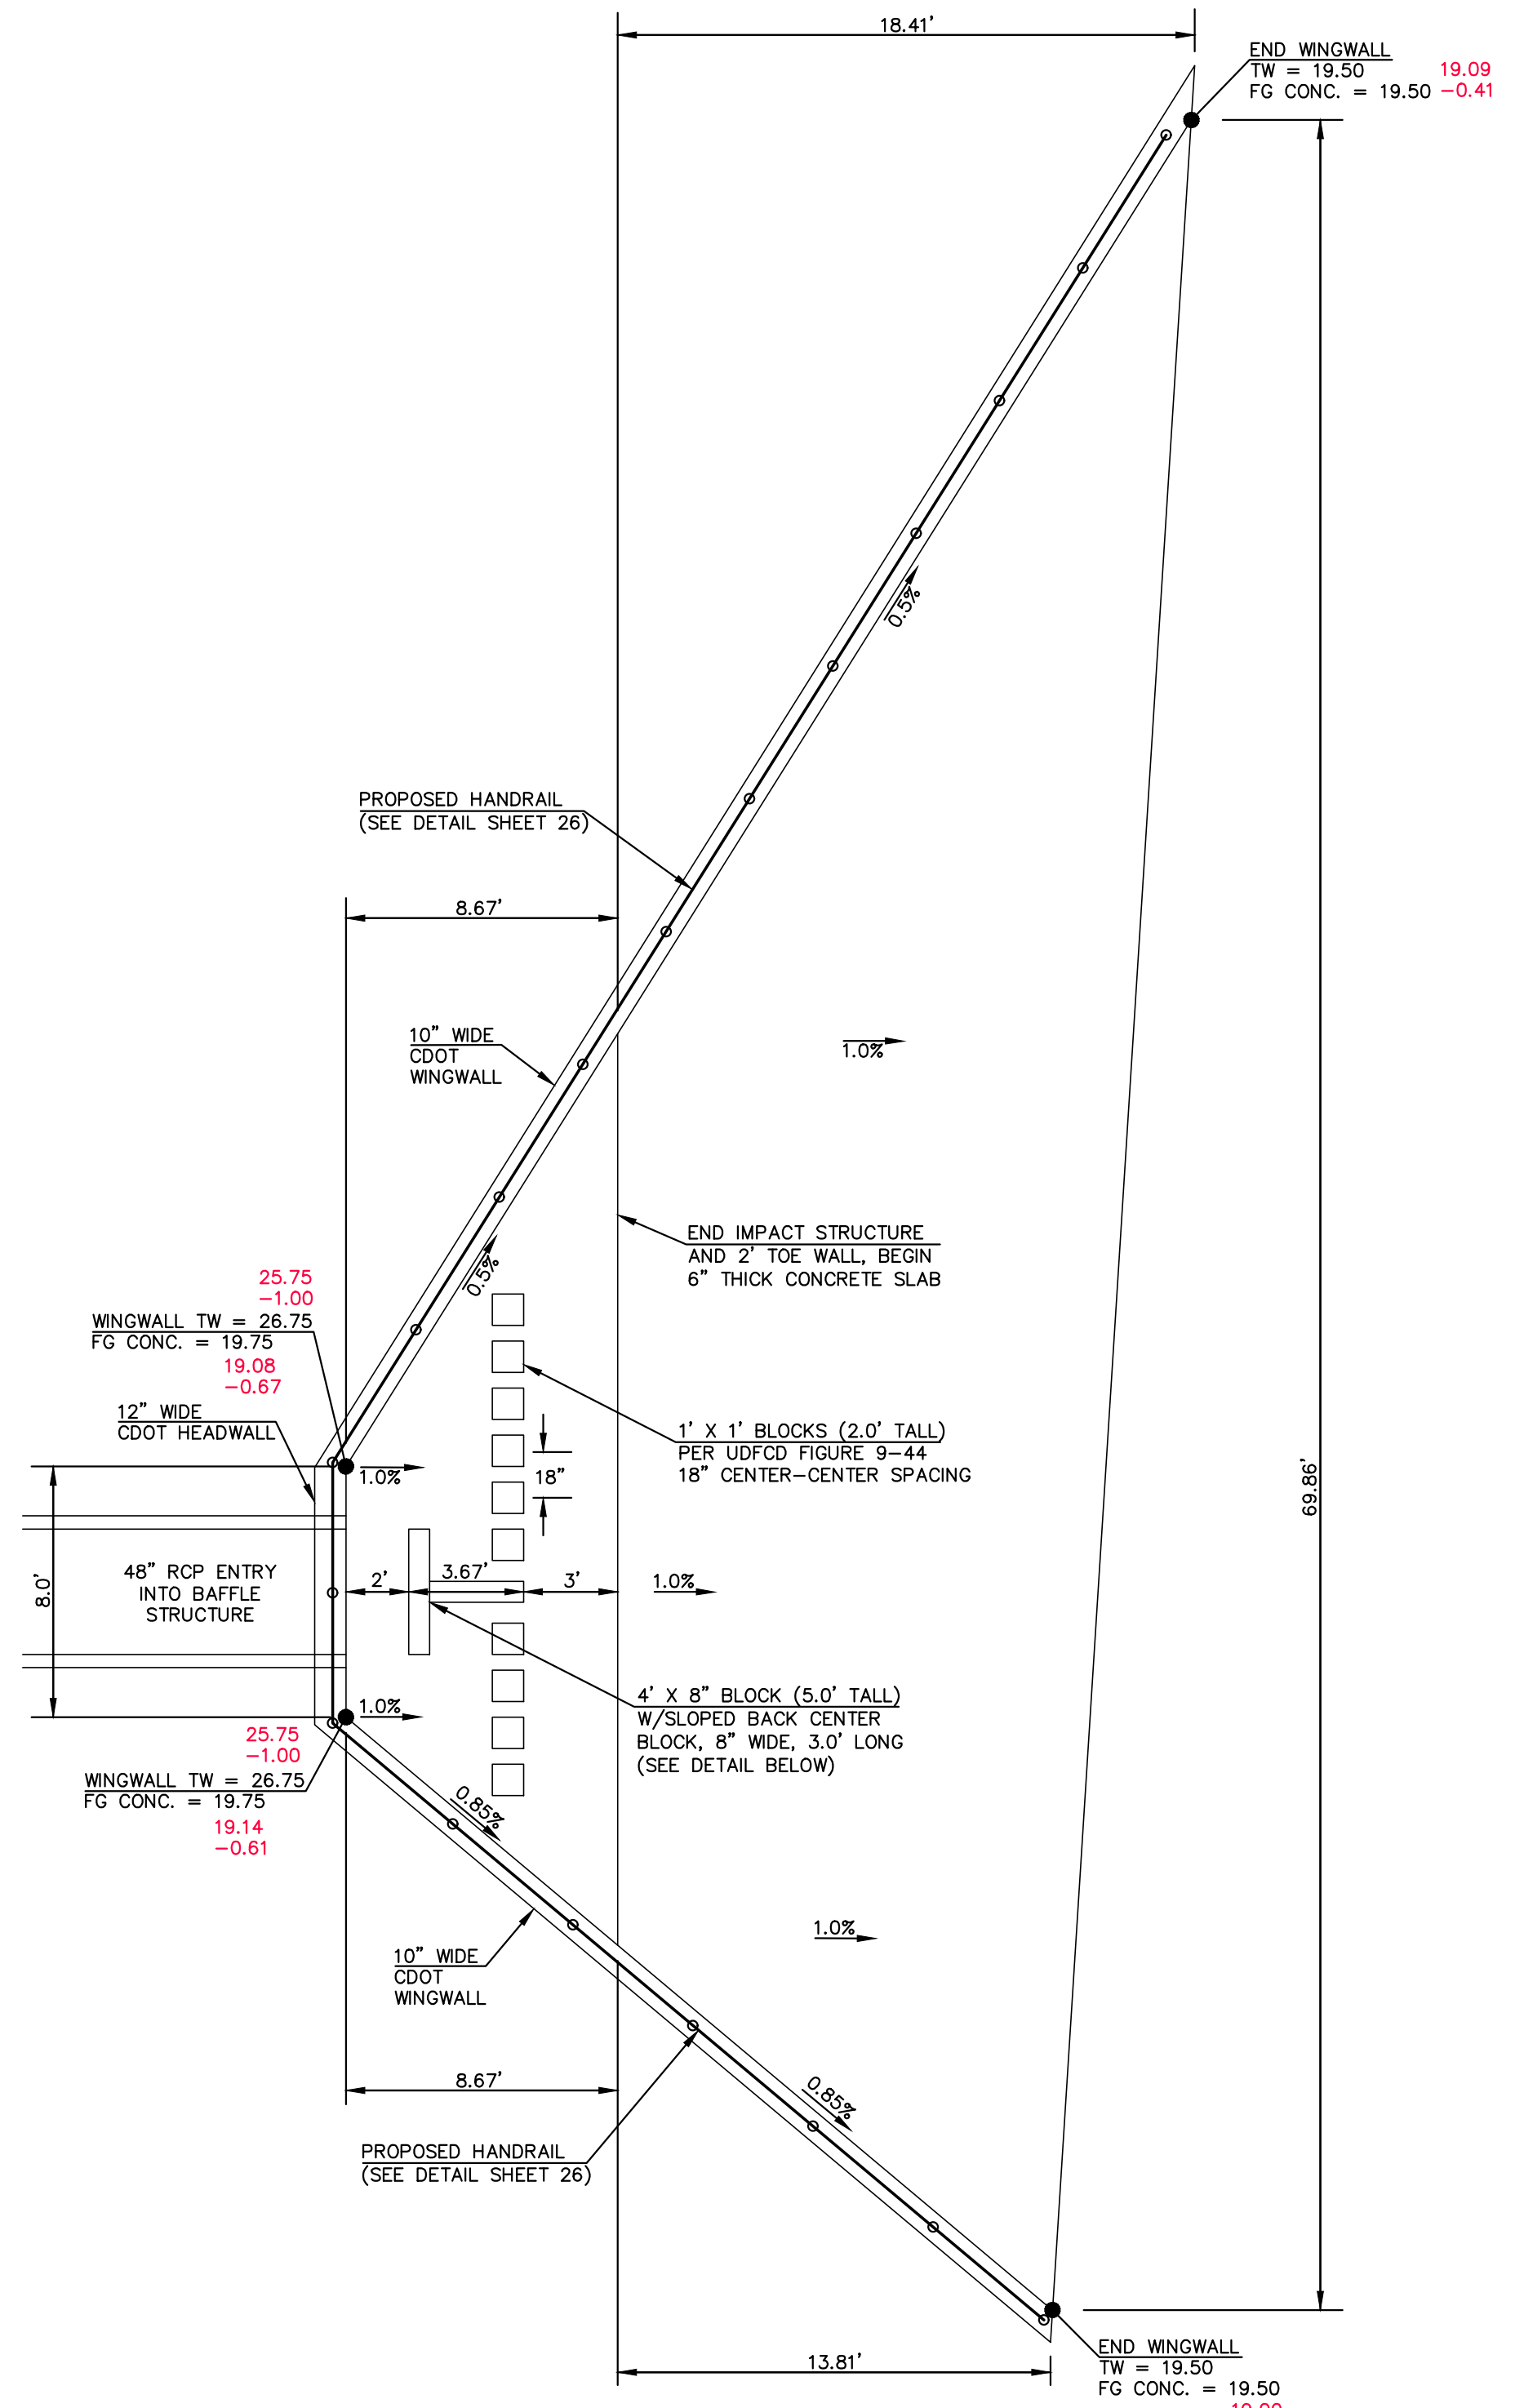 18.41'
END WINGWALL
TW = 19.50
FG CONC. = 19.50
19.09
−0.41
0.5%
PROPOSED HANDRAIL
(SEE DETAIL SHEET 26)
8.67'
10" WIDE
CDOT
WINGWALL
1.0%
END IMPACT STRUCTURE
AND 2' TOE WALL, BEGIN
6" THICK CONCRETE SLAB
0.5%
25.75
−1.00
WINGWALL TW = 26.75
FG CONC. = 19.75
19.08
−0.67
12" WIDE
CDOT HEADWALL
1' X 1' BLOCKS (2.0' TALL)
PER UDFCD FIGURE 9−44
18" CENTER−CENTER SPACING
1.0%
18"
69.86'
8.0'
48" RCP ENTRY
INTO BAFFLE
STRUCTURE
2'
3.67'
3'
1.0%
4' X 8" BLOCK (5.0' TALL)
W/SLOPED BACK CENTER
BLOCK, 8" WIDE, 3.0' LONG
(SEE DETAIL BELOW)
1.0%
25.75
−1.00
WINGWALL TW = 26.75
FG CONC. = 19.75
19.14
−0.61
0.85%
1.0%
10" WIDE
CDOT
WINGWALL
8.67'
0.85%
PROPOSED HANDRAIL
(SEE DETAIL SHEET 26)
13.81'
END WINGWALL
TW = 19.50
FG CONC. = 19.50